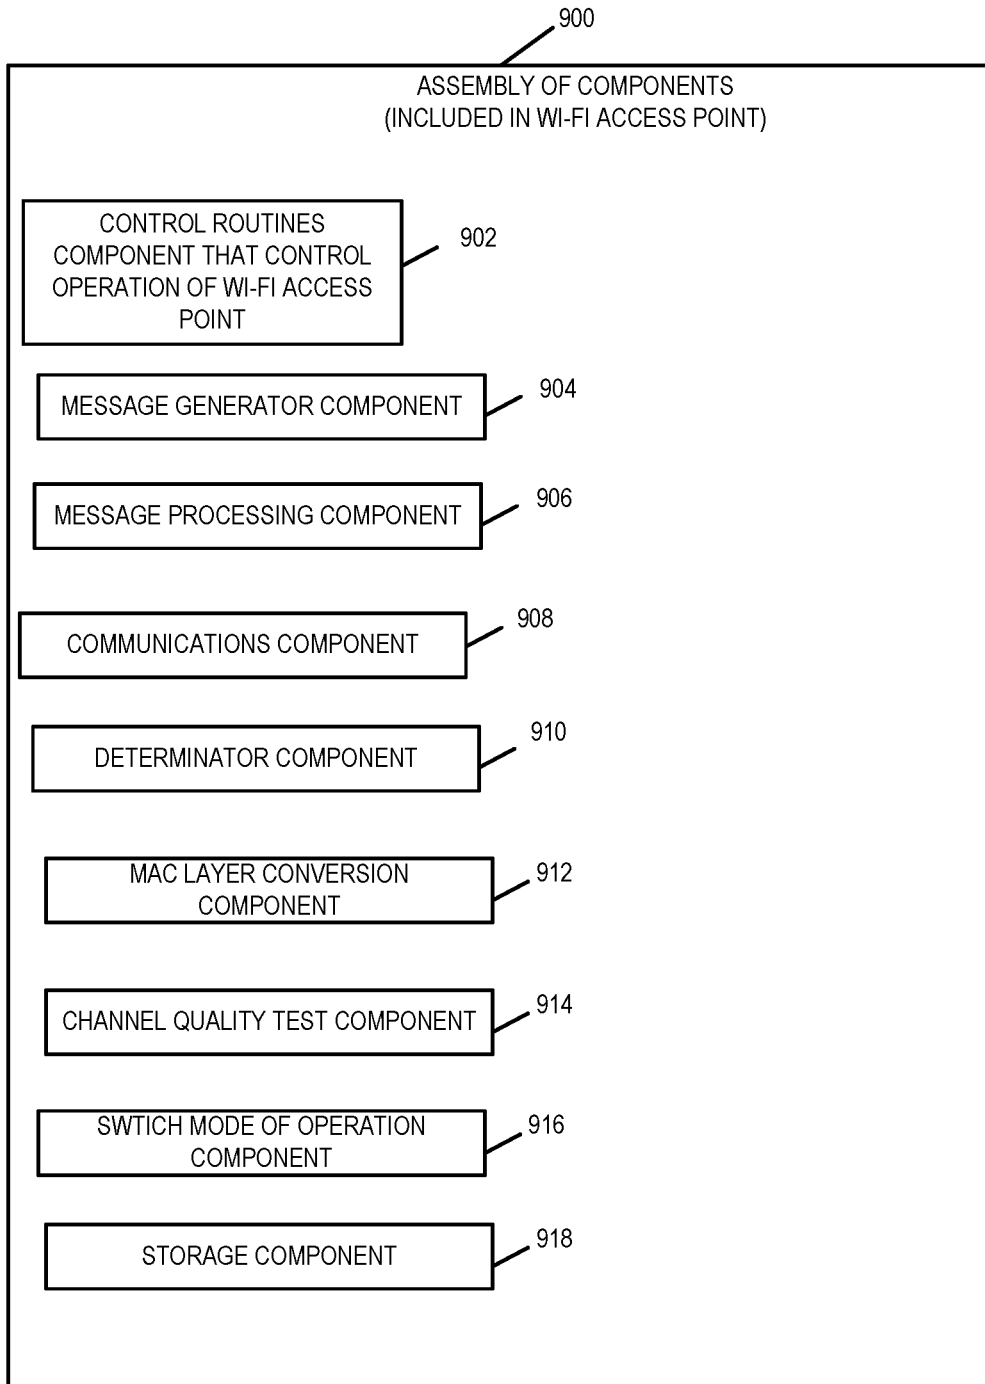 900
ASSEMBLY OF COMPONENTS
(INCLUDED IN WI-FI ACCESS POINT)
CONTROL ROUTINES
COMPONENT THAT CONTROL
OPERATION OF WI-FI ACCESS
POINT
902
MESSAGE GENERATOR COMPONENT
904
MESSAGE PROCESSING COMPONENT
906
COMMUNICATIONS COMPONENT
908
DETERMINATOR COMPONENT
910
MAC LAYER CONVERSION
COMPONENT
912
CHANNEL QUALITY TEST COMPONENT
914
SWTICH MODE OF OPERATION
COMPONENT
916
STORAGE COMPONENT
918